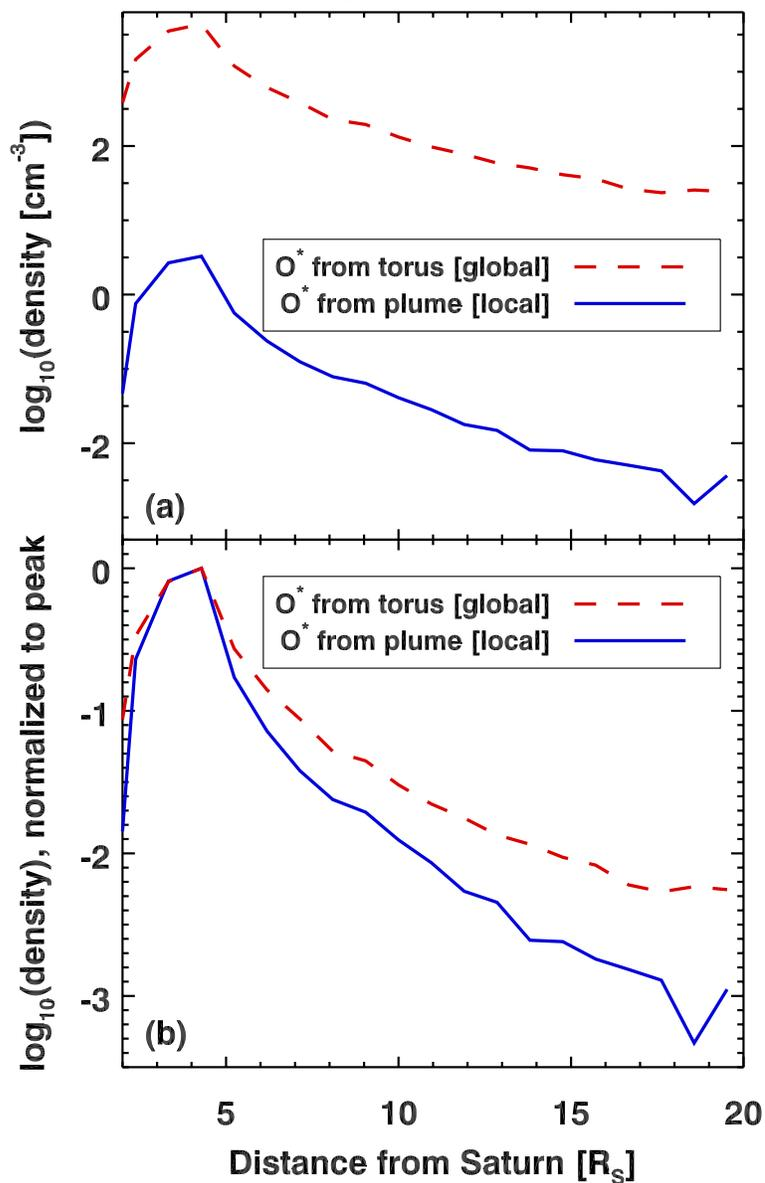 log₁₀(density [cm⁻³])
2
0
-2
O* from torus [global]
O* from plume [local]
(a)
log₁₀(density), normalized to peak
0
-1
-2
-3
O* from torus [global]
O* from plume [local]
(b)
5 10 15 20
Distance from Saturn [R_S]